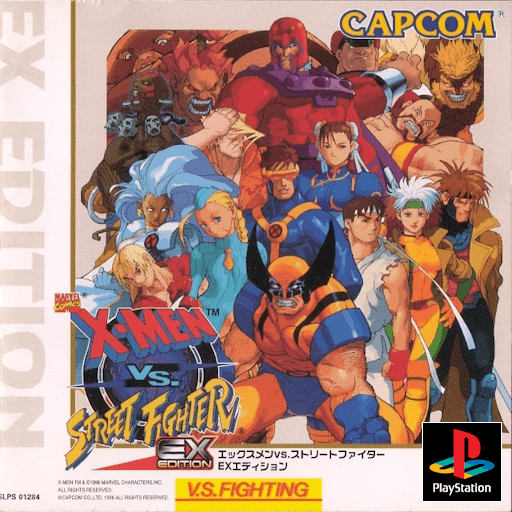 CAPCOM
EX EDITION
MARVEL
COMICS
X-MEN™
VS.
STREET FIGHTER
EX
EDITION
エックスメンVS.ストリートファイター
EXエディション
X-MEN TM & ©1996 MARVEL CHARACTERS,INC.
ALL RIGHTS RESERVED.
©CAPCOM CO.,LTD. 1996 ALL RIGHTS RESERVED.
V.S. FIGHTING
SLPS 01284
PlayStation